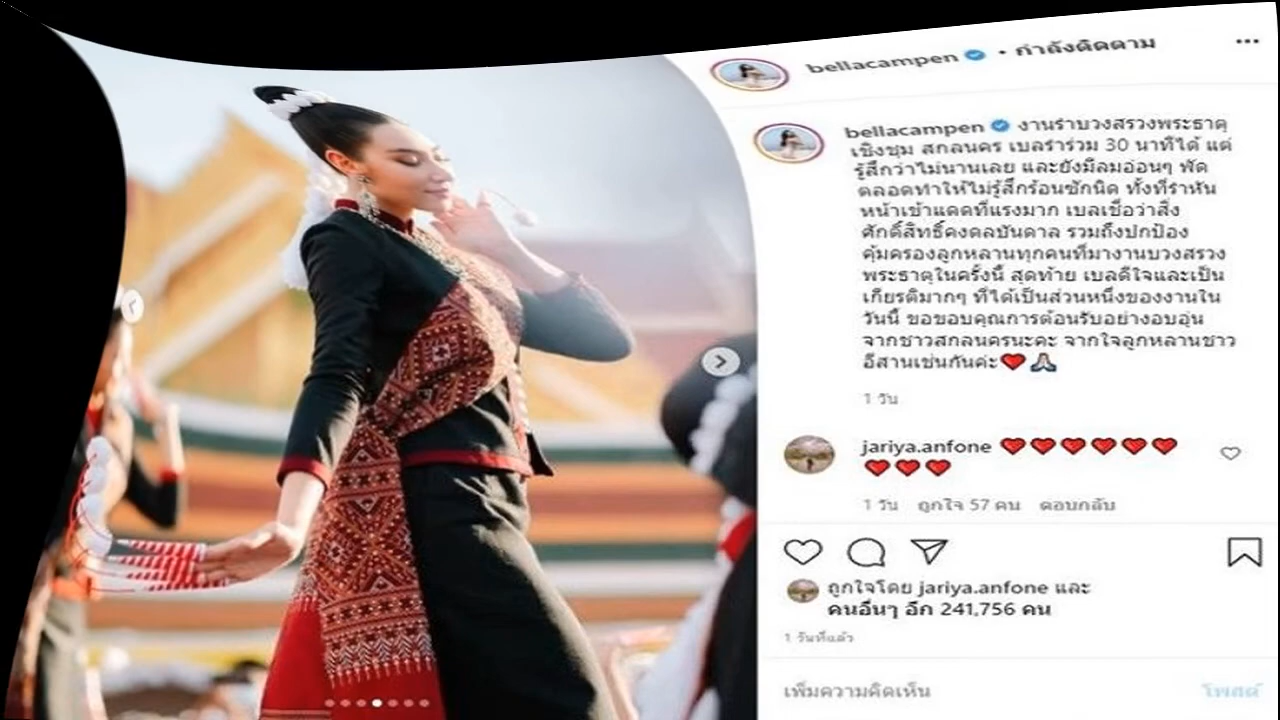 bellacampen • กำลังติดตาม
bellacampen งานรำบวงสรวงพระธาตุ
เชิงชุม สกลนคร เบลรำร่วม 30 นาทีได้ แต่
รู้สึกว่าไม่นานเลย และยังมีลมอ่อนๆ พัด
ตลอดทำให้ไม่รู้สึกร้อนซักนิด ทั้งที่รำหัน
หน้าเข้าแดดที่แรงมาก เบลเชื่อว่าสิ่ง
ศักดิ์สิทธิ์คงดลบันดาล รวมถึงปกป้อง
คุ้มครองลูกหลานทุกคนที่มางานบวงสรวง
พระธาตุในครั้งนี้ สุดท้าย เบลดีใจและเป็น
เกียรติมากๆ ที่ได้เป็นส่วนหนึ่งของงานใน
วันนี้ ขอขอบคุณการต้อนรับอย่างอบอุ่น
จากชาวสกลนครนะคะ จากใจลูกหลานชาว
อีสานเช่นกันค่ะ❤️🙏🏻
1 วัน
jariya.anfone ❤️❤️❤️❤️❤️❤️
❤️❤️❤️
1 วัน ถูกใจ 57 คน ตอบกลับ
ถูกใจโดย jariya.anfone และ
คนอื่นๆ อีก 241,756 คน
1 วันที่แล้ว
เพิ่มความคิดเห็น โพสต์